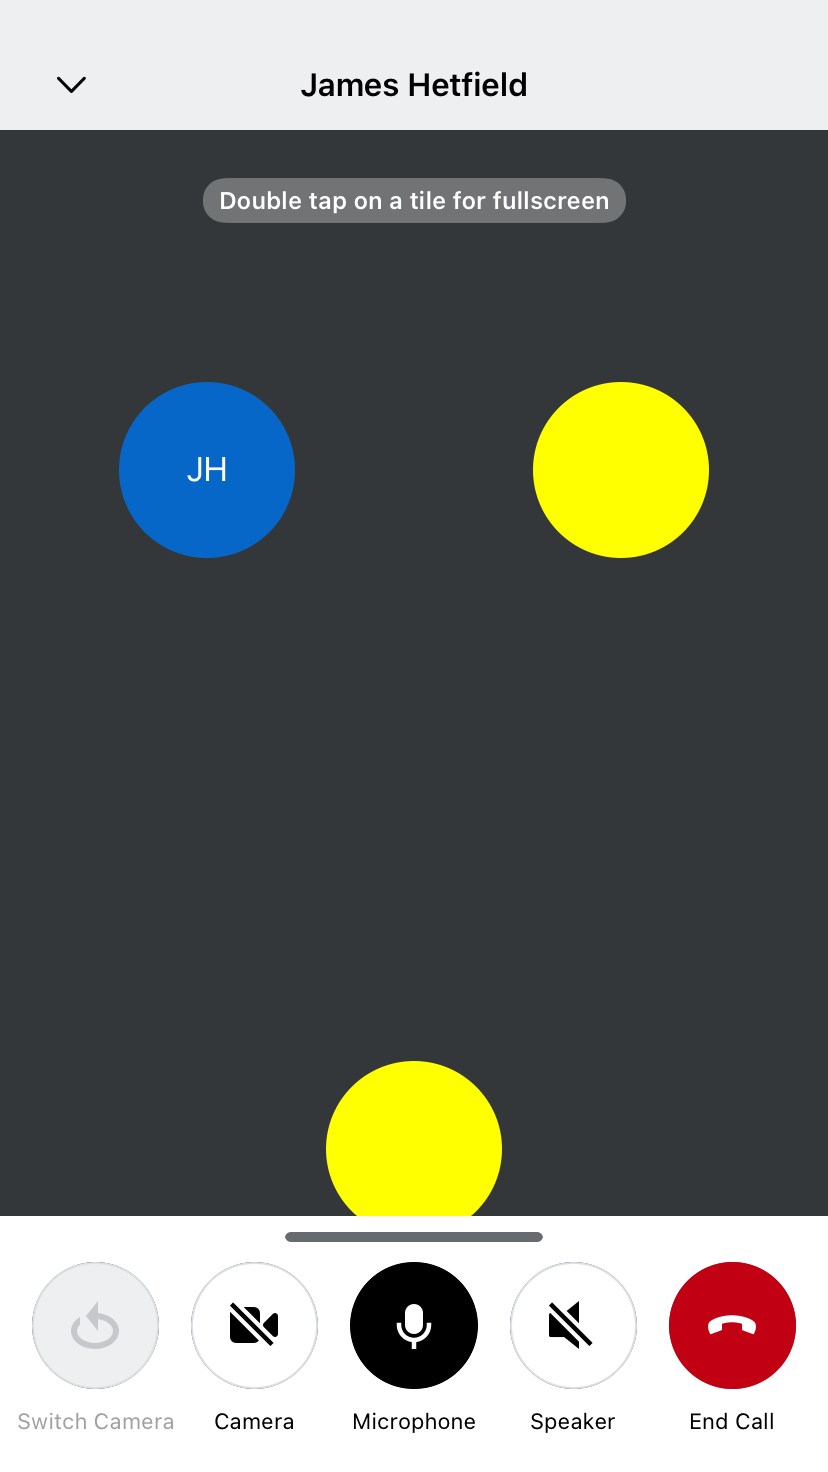 James Hetfield
Double tap on a tile for fullscreen
JH
Switch Camera
Camera
Microphone
Speaker
End Call